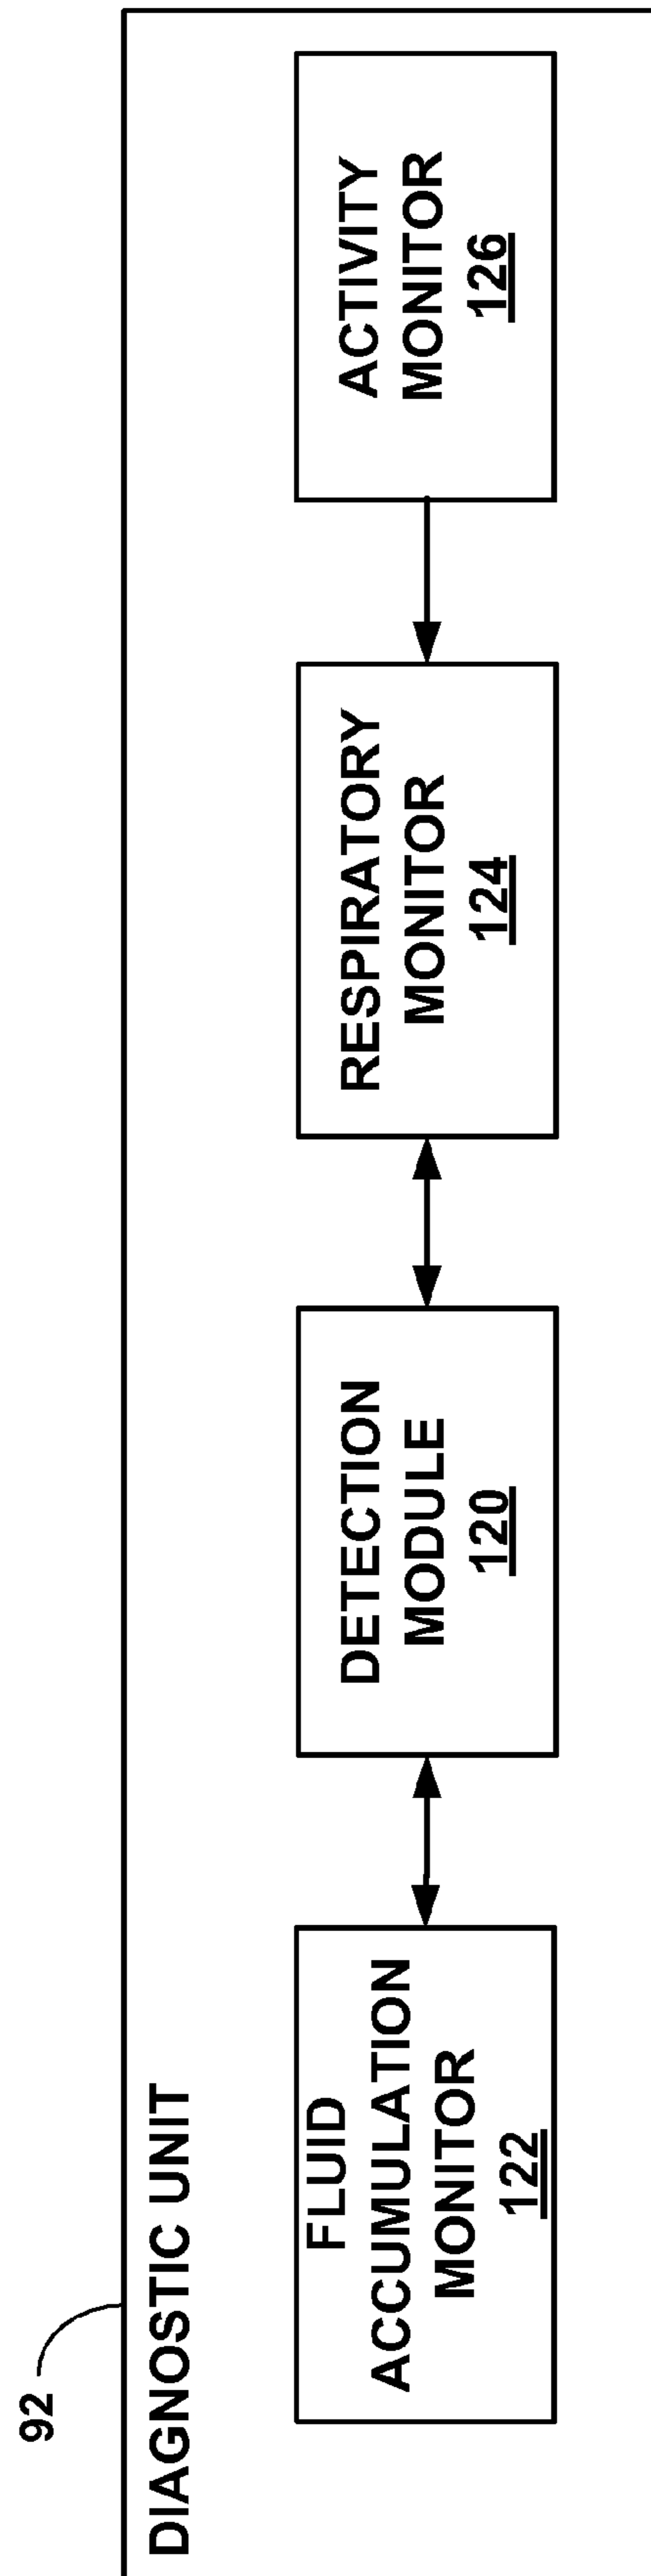 92
DIAGNOSTIC UNIT
FLUID
ACCUMULATION
MONITOR
122
DETECTION
MODULE
120
RESPIRATORY
MONITOR
124
ACTIVITY
MONITOR
126